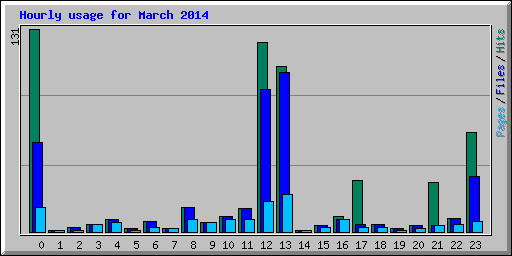 Hourly usage for March 2014
131
Pages/Files/Hits
0 1 2 3 4 5 6 7 8 9 10 11 12 13 14 15 16 17 18 19 20 21 22 23